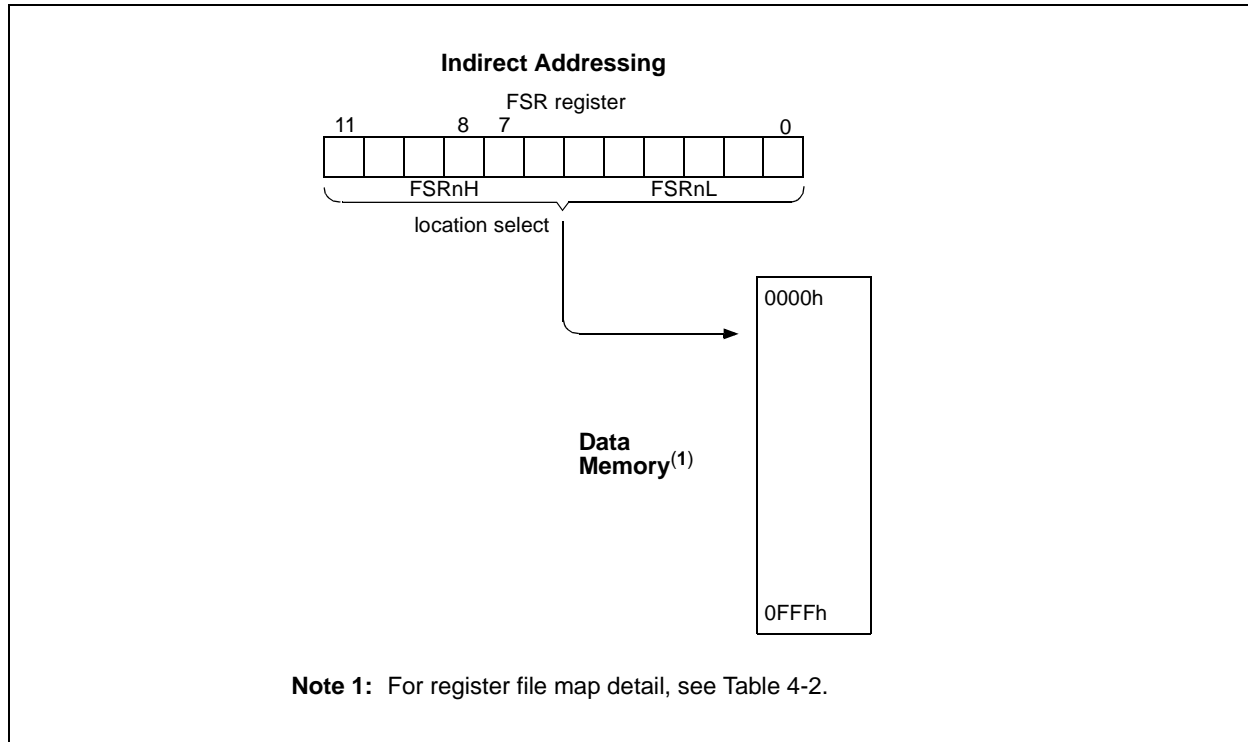 Indirect Addressing
FSR register
11 8 7 0
FSRnH FSRnL
location select
0000h
Data
Memory(1)
0FFFh
Note 1: For register file map detail, see Table 4-2.